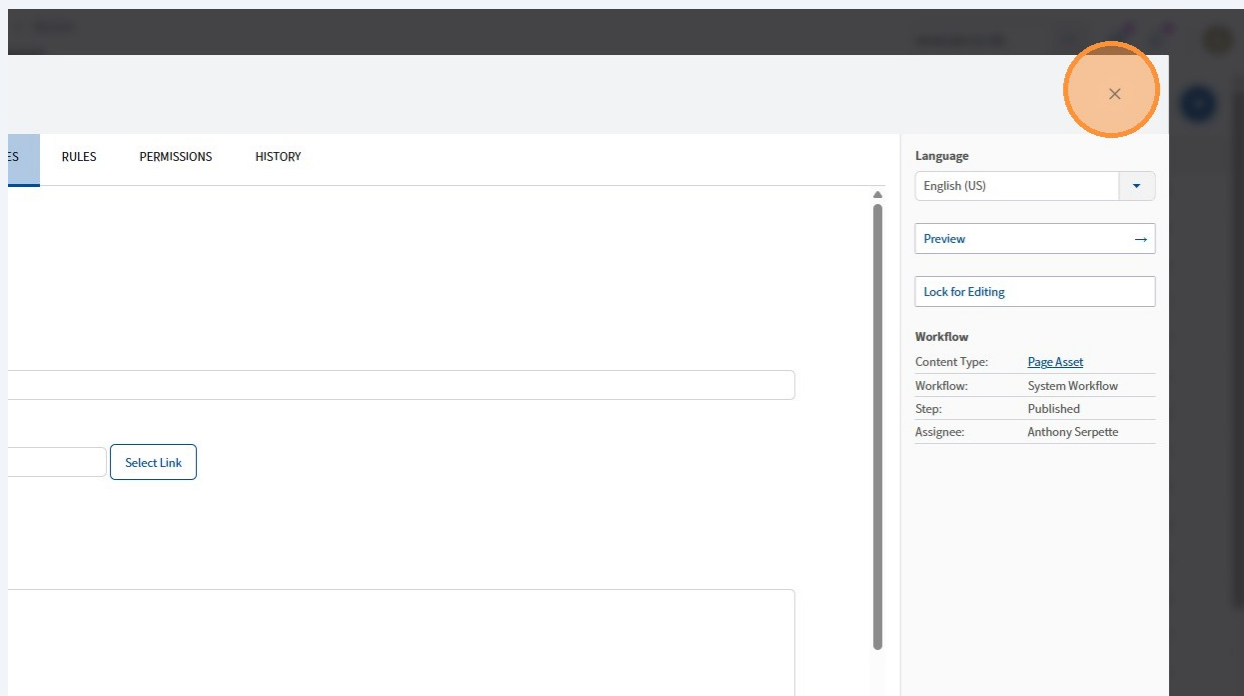 ES RULES PERMISSIONS HISTORY
Select Link
Language
English (US)
Preview →
Lock for Editing
Workflow
Content Type: Page Asset
Workflow: System Workflow
Step: Published
Assignee: Anthony Serpette